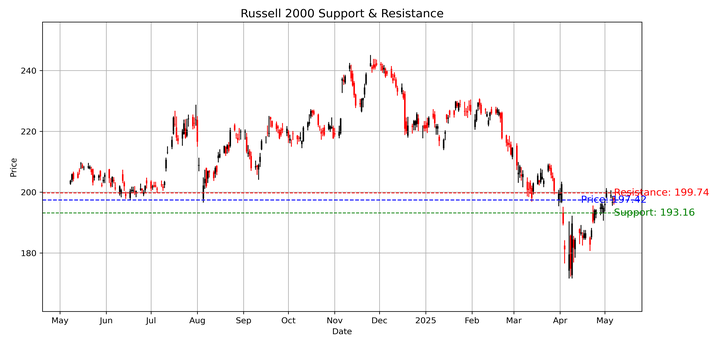 Russell 2000 Support & Resistance
Price
240
220
200
180
Resistance: 199.74
Price: 197.42
Support: 193.16
May Jun Jul Aug Sep Oct Nov Dec 2025 Feb Mar Apr May
Date